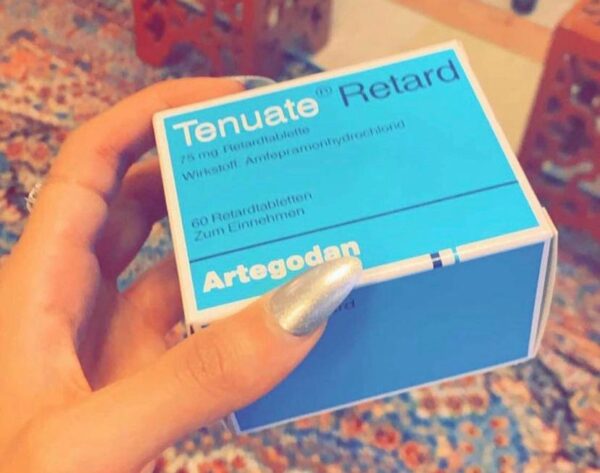 Tenuate® Retard
75 mg Retardtablette
Wirkstoff: Amfepramonhydrochlorid
60 Retardtabletten
Zum Einnehmen
Artegodan